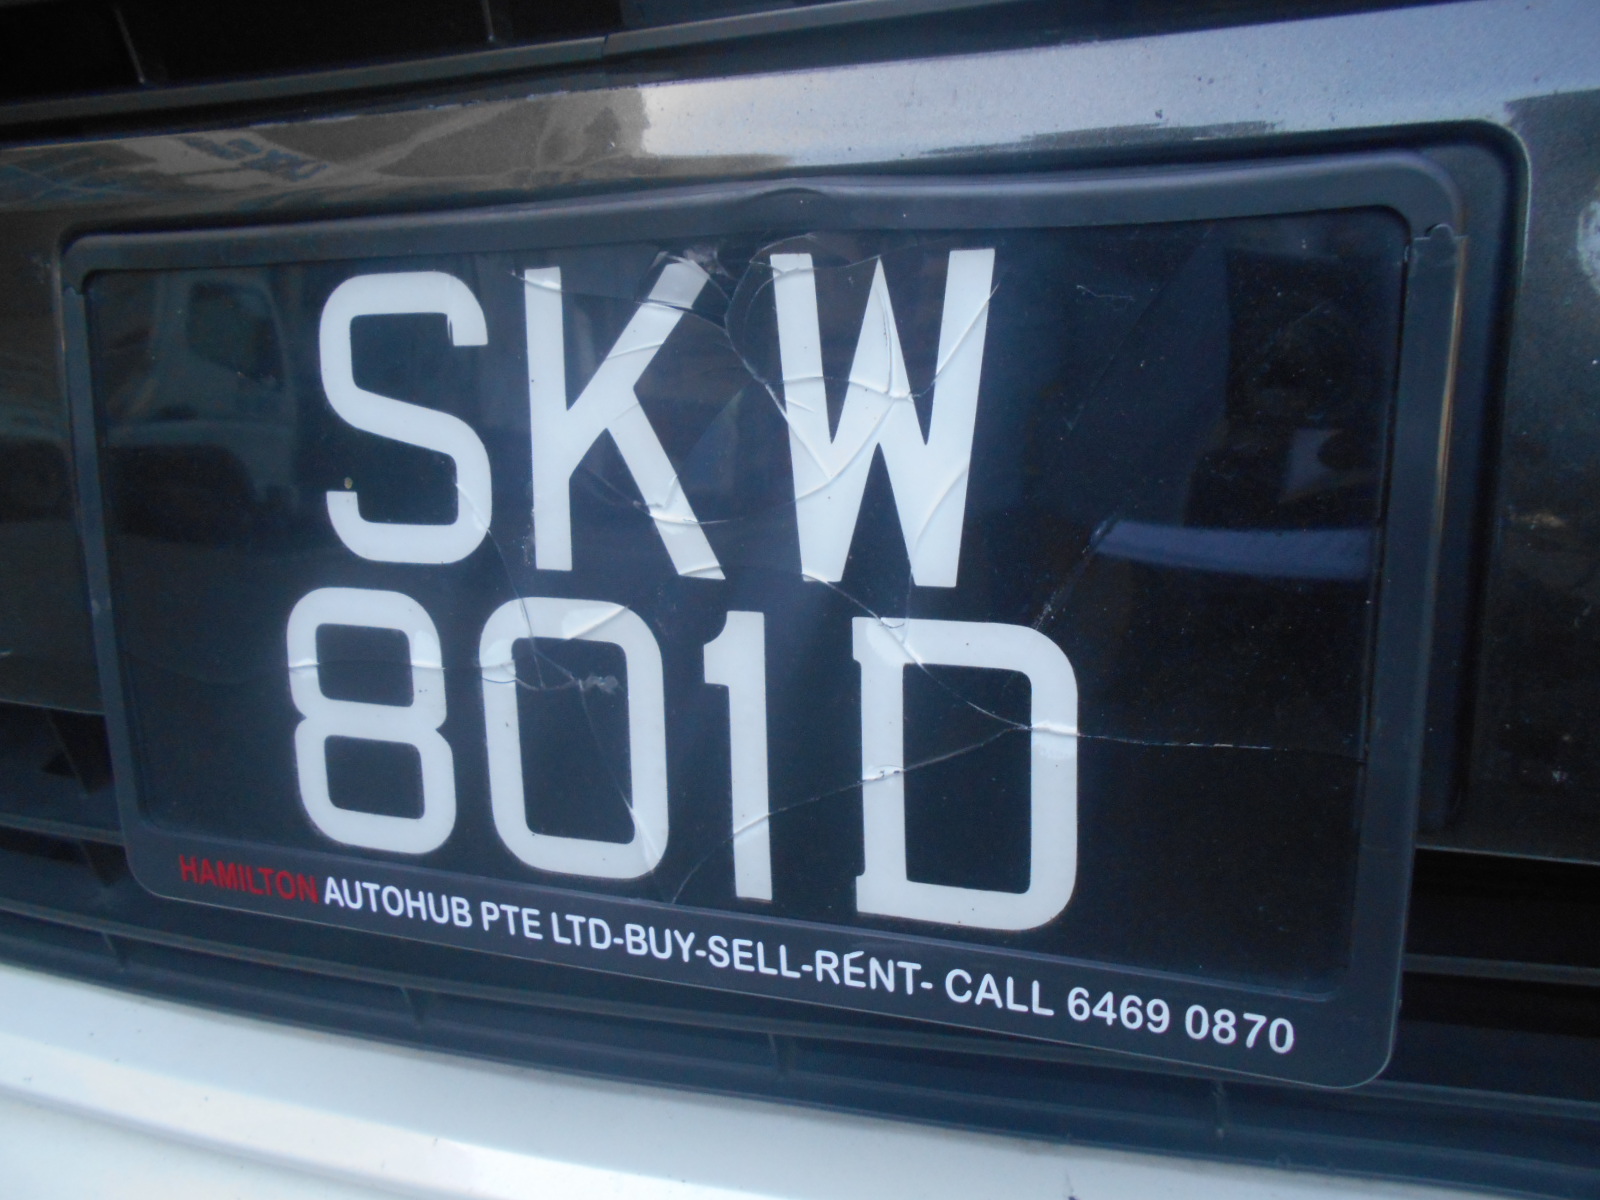 SKW
801D
HAMILTON AUTOHUB PTE LTD-BUY-SELL-RENT- CALL 6469 0870